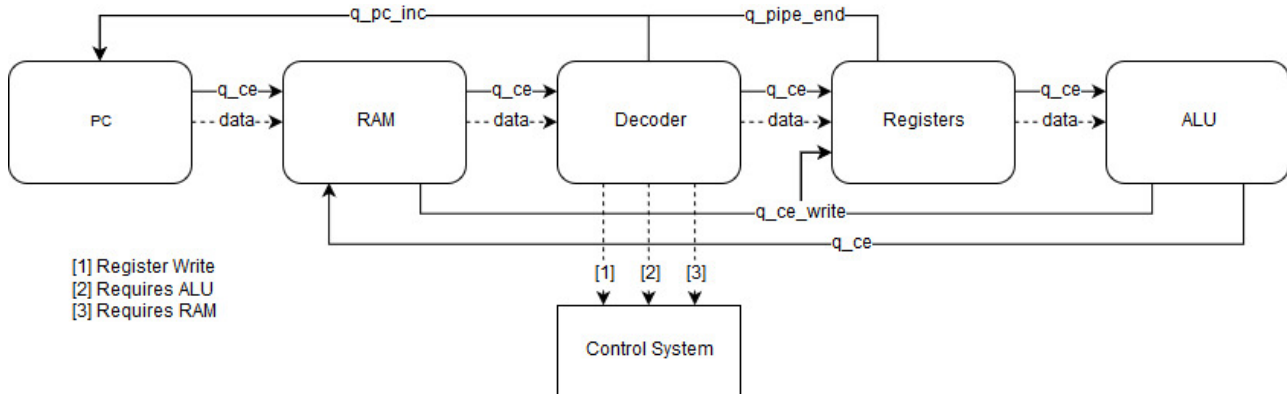 q_pc_inc
q_pipe_end
PC
q_ce
data
RAM
q_ce
data
Decoder
q_ce
data
Registers
q_ce
data
ALU
q_ce_write
q_ce
[1] Register Write
[2] Requires ALU
[3] Requires RAM
[1]
[2]
[3]
Control System